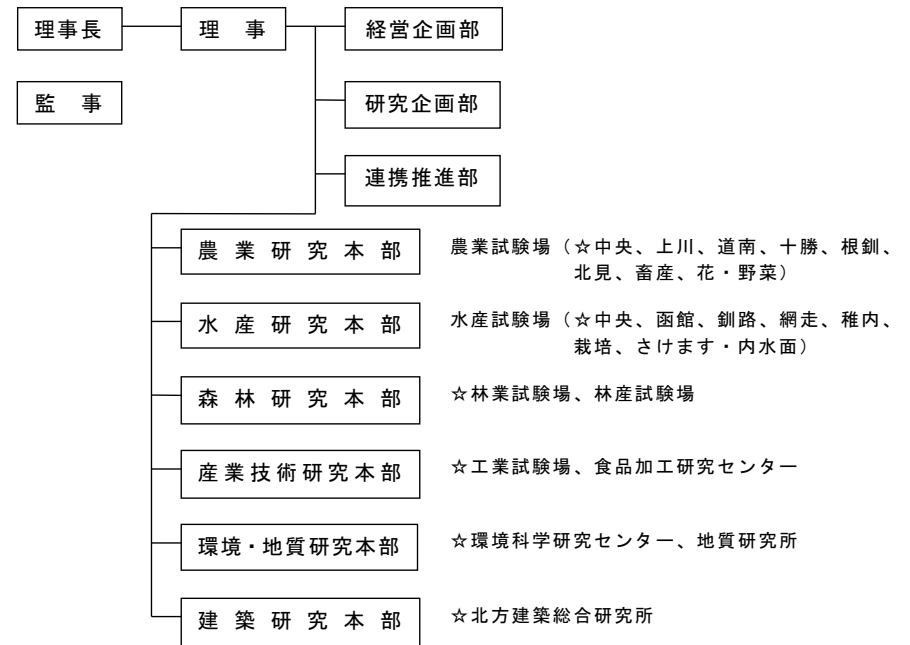 理事長 理 事 経営企画部
監 事 研究企画部
連携推進部
農業研究本部 農業試験場（☆中央、上川、道南、十勝、根釧、
北見、畜産、花・野菜）
水産研究本部 水産試験場（☆中央、函館、釧路、網走、稚内、
栽培、さけます・内水面）
森林研究本部 ☆林業試験場、林産試験場
産業技術研究本部 ☆工業試験場、食品加工研究センター
環境・地質研究本部 ☆環境科学研究センター、地質研究所
建築研究本部 ☆北方建築総合研究所